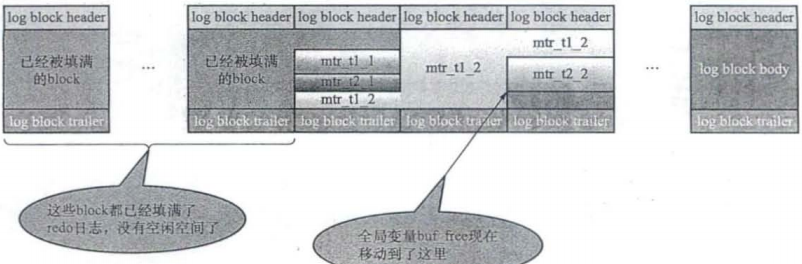 log block header log block header log block header log block header log block header log block header
已经被填满
的block
...
已经被填满
的block
mtr_t1_1
mtr_t2_1
mtr_t1_2
mtr_t1_2
mtr_t1_2
mtr_t2_2
...
log block body
log block trailer log block trailer log block trailer log block trailer log block trailer log block trailer
这些block都已经填满了
redo日志，没有空闲空间了
全局变量buf_free现在
移动到了这里